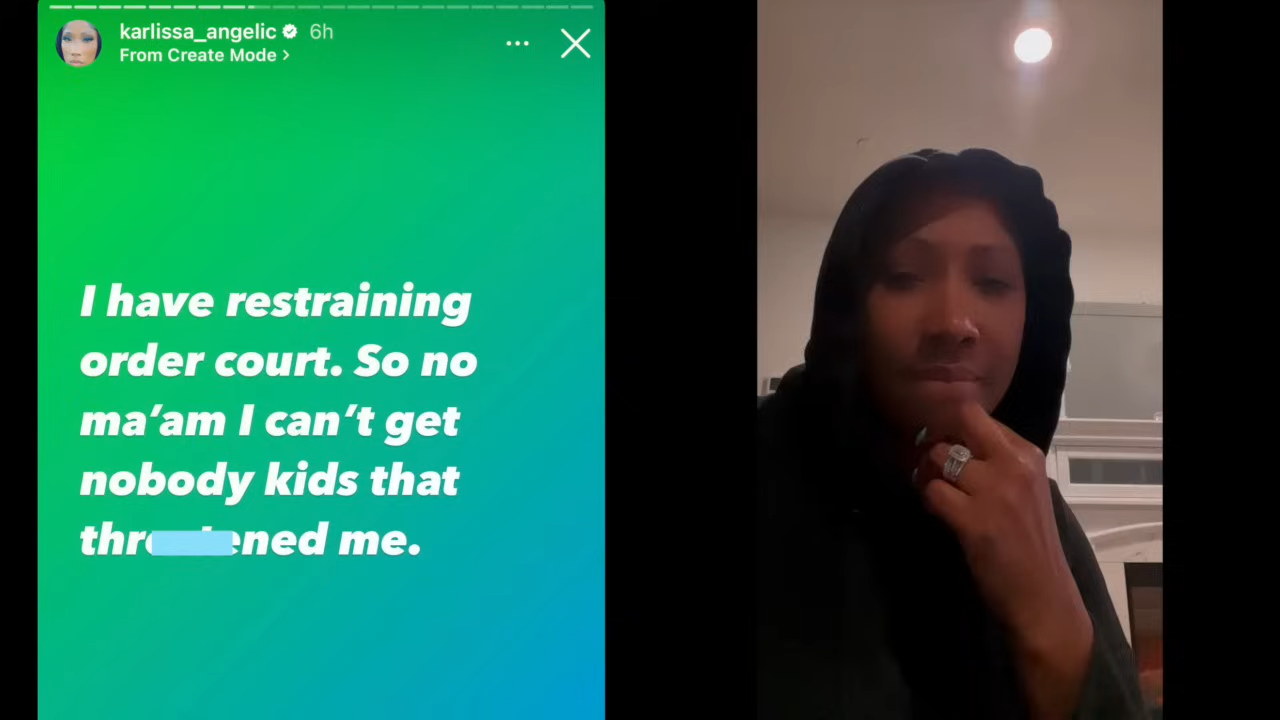 karlissa_angelic 6h
From Create Mode >
I have restraining
order court. So no
ma’am I can’t get
nobody kids that
me.